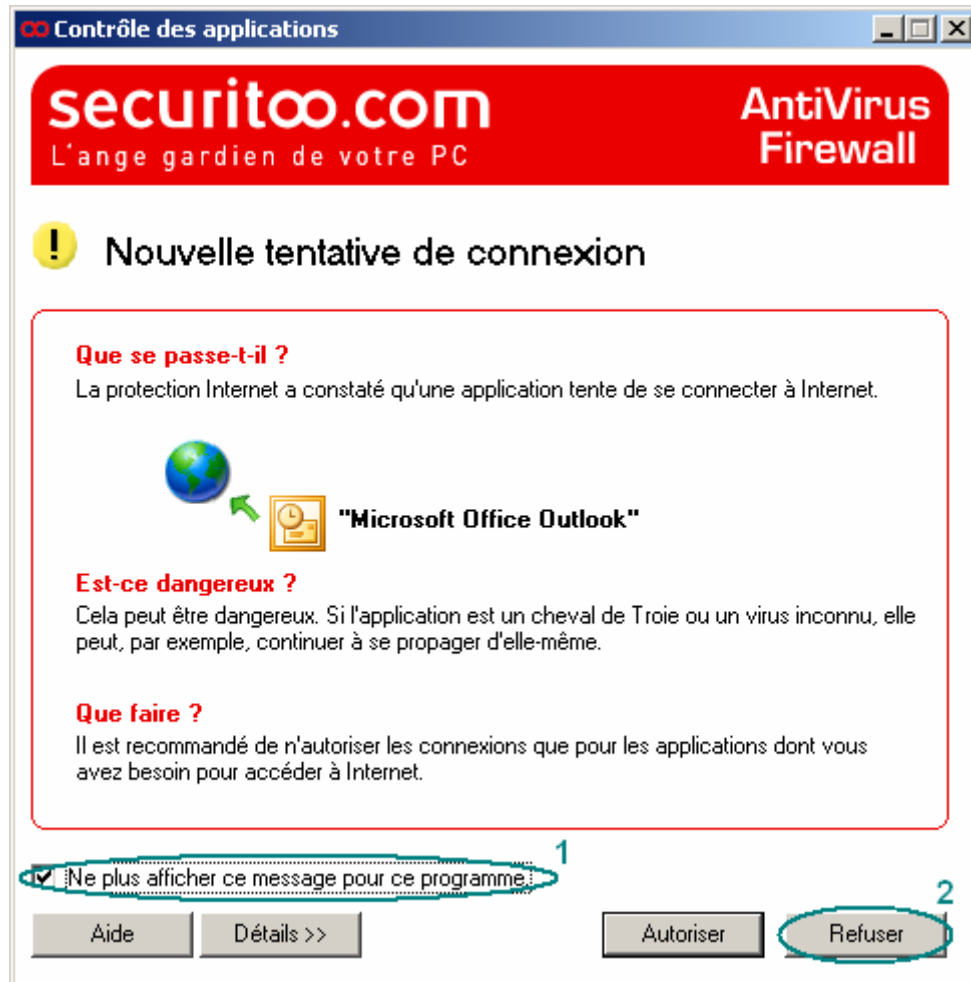 Contrôle des applications
securitoo.com
L'ange gardien de votre PC
AntiVirus
Firewall
! Nouvelle tentative de connexion
Que se passe-t-il ?
La protection Internet a constaté qu'une application tente de se connecter à Internet.
"Microsoft Office Outlook"
Est-ce dangereux ?
Cela peut être dangereux. Si l'application est un cheval de Troie ou un virus inconnu, elle
peut, par exemple, continuer à se propager d'elle-même.
Que faire ?
Il est recommandé de n'autoriser les connexions que pour les applications dont vous
avez besoin pour accéder à Internet.
1
Ne plus afficher ce message pour ce programme.
2
Aide Détails >> Autoriser Refuser